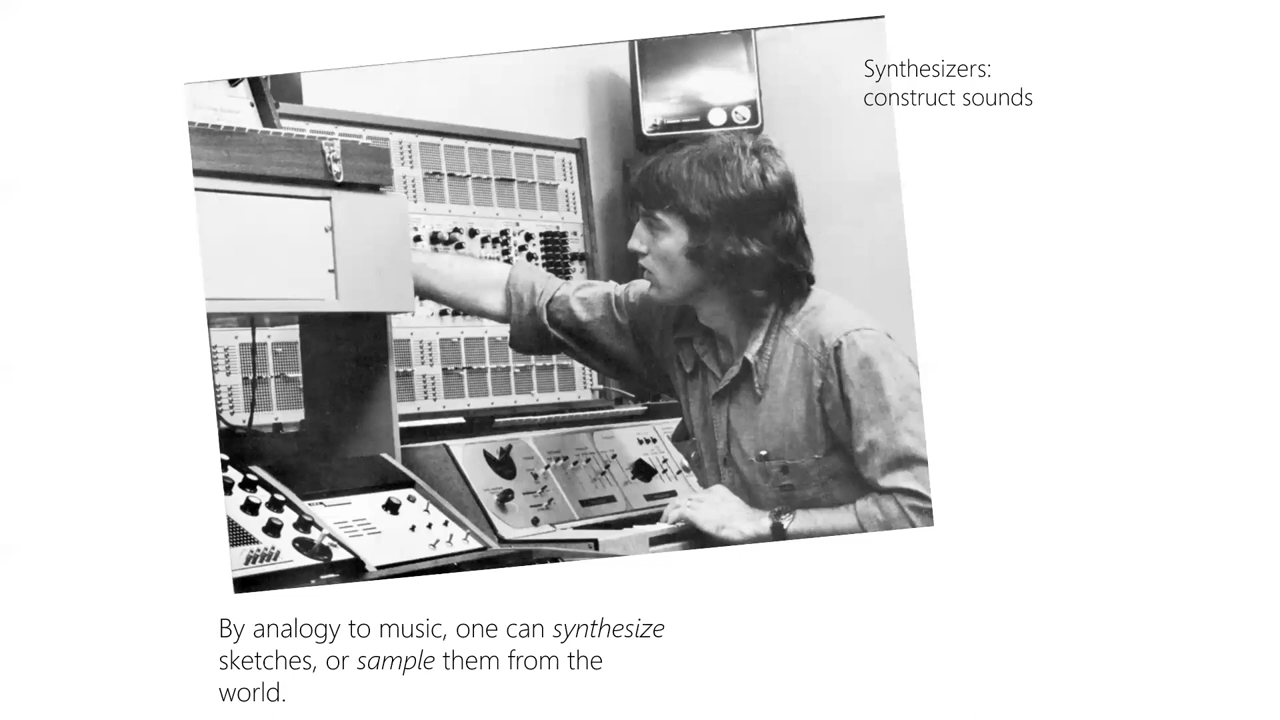 Synthesizers:
construct sounds
By analogy to music, one can synthesize
sketches, or sample them from the
world.